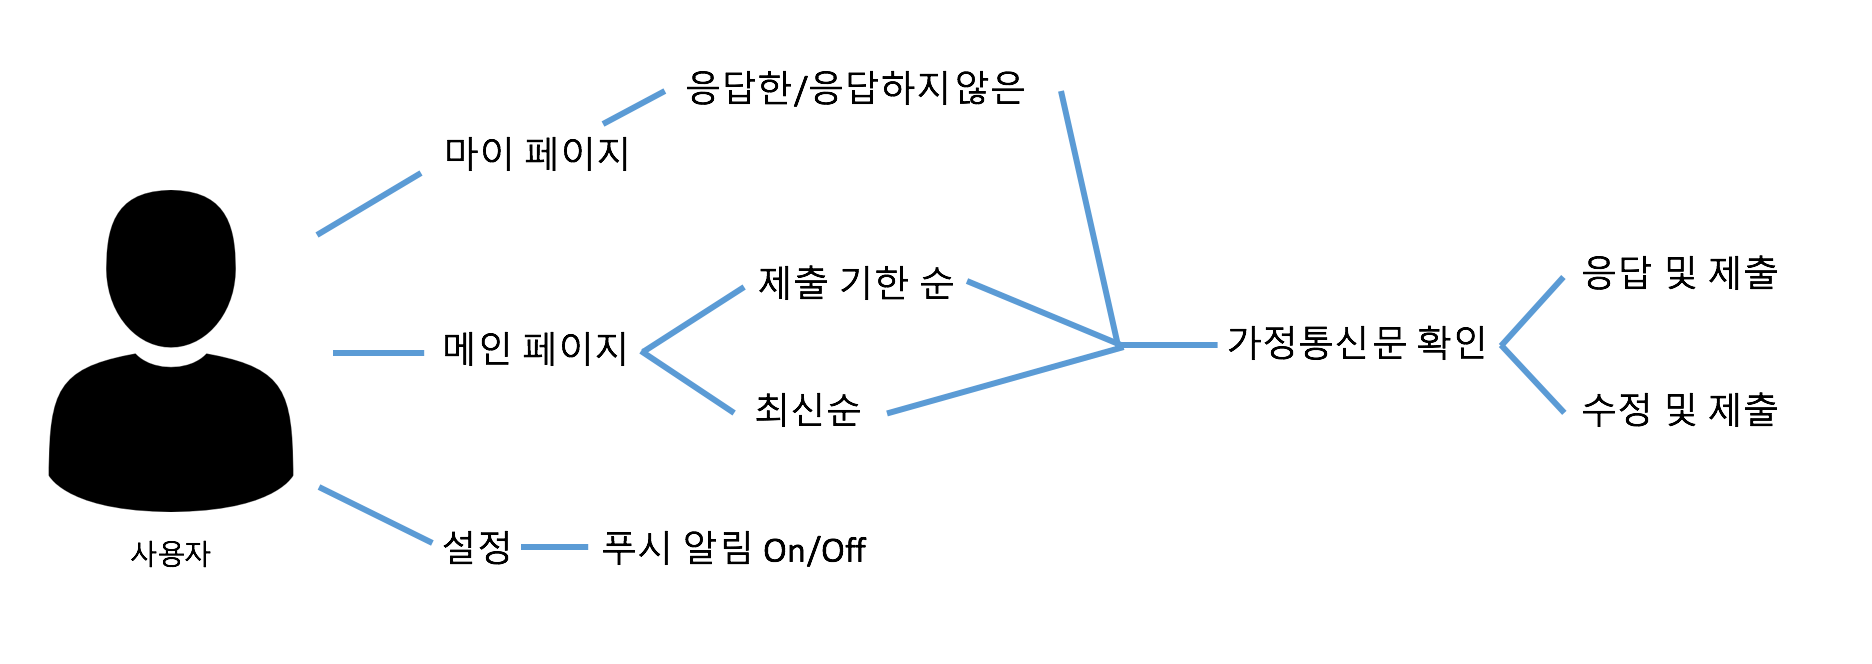 응답한/응답하지않은
마이 페이지
제출 기한 순
응답 및 제출
메인 페이지
가정통신문 확인
최신순
수정 및 제출
설정
푸시 알림 On/Off
사용자